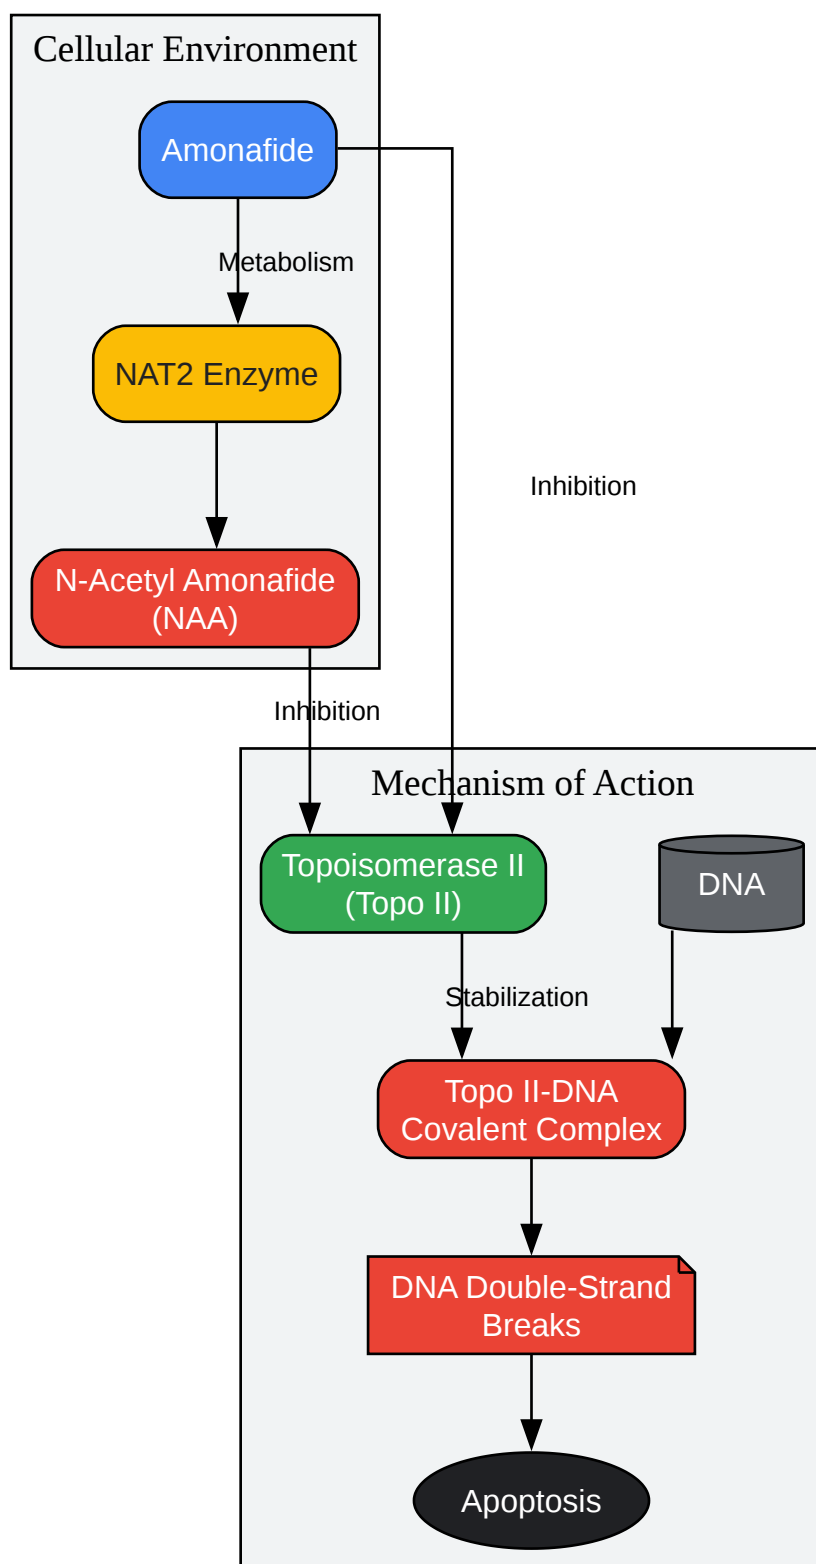 Cellular Environment
Amonafide
Metabolism
NAT2 Enzyme
Inhibition
N-Acetyl Amonafide
(NAA)
Inhibition
Mechanism of Action
Topoisomerase II
(Topo II)
DNA
Stabilization
Topo II-DNA
Covalent Complex
DNA Double-Strand
Breaks
Apoptosis